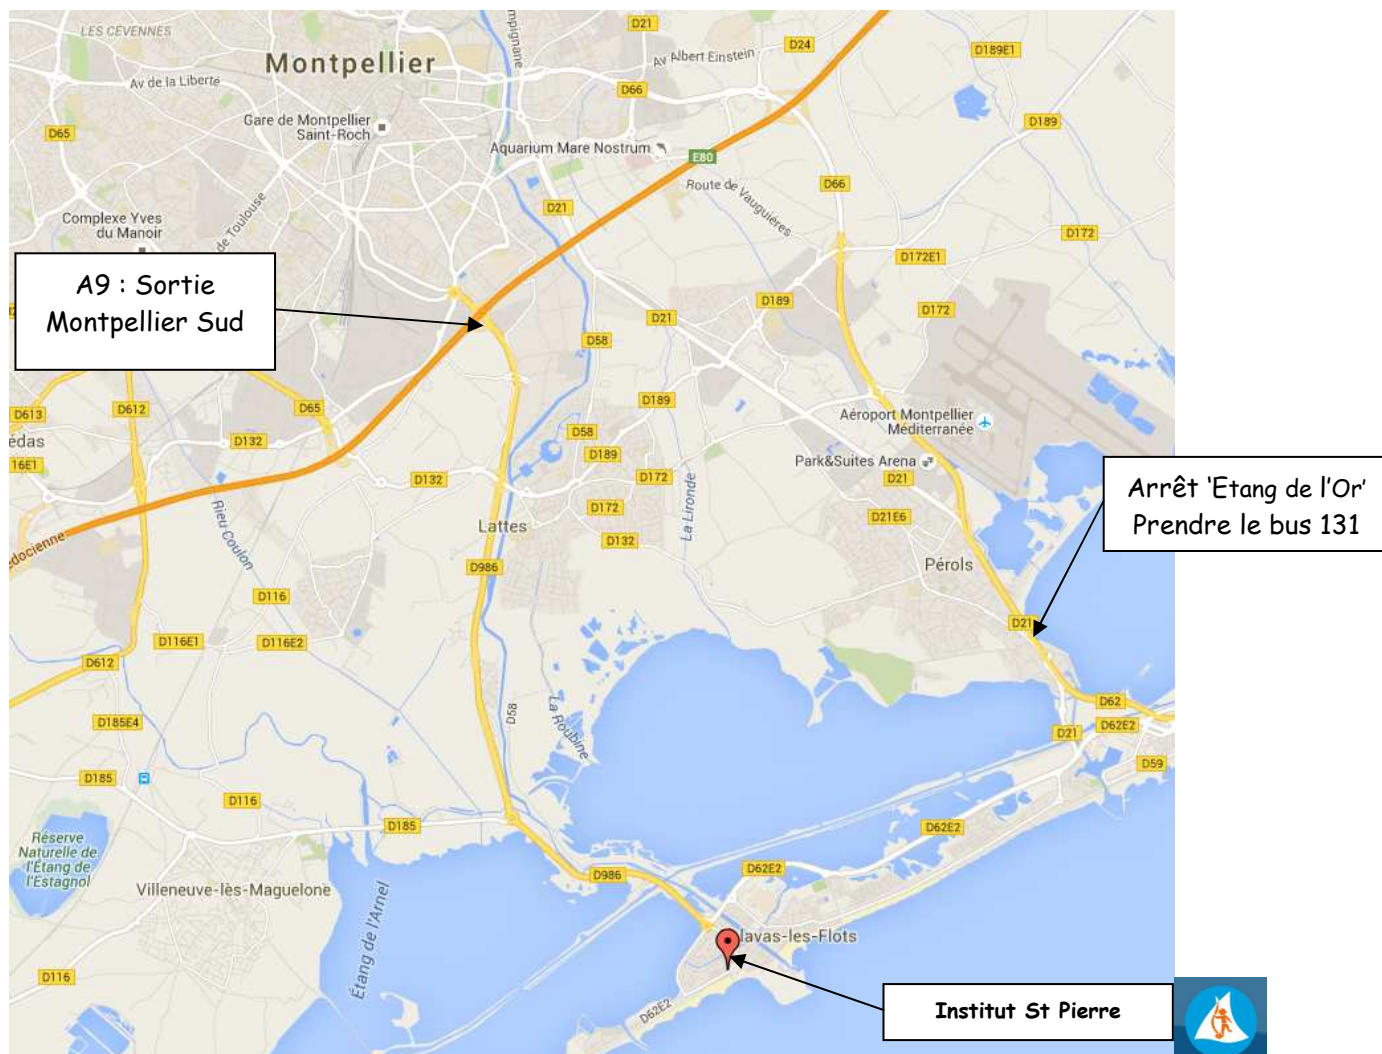 LES CÉVENNES
Montpellier
mpignane
D21
D24
D189E1
Av Albert Einstein
Av de la Liberté
D66
Gare de Montpellier
Saint-Roch
D65
D189
Aquarium Mare Nostrum
E80
Route de Vauguières
D66
Complexe Yves
du Manoir
de Toulouse
D21
D172
D172E1
A9 : Sortie
Montpellier Sud
D189
D172
D21
D58
D613
D612
D65
D189
Aéroport Montpellier
Méditerranée
édas
D132
D58
D189
Park&Suites Arena
16E1
D132
D172
D21
Arrêt ‘Etang de l’Or’
Prendre le bus 131
Rieu Coulon
La Lironde
D172
D21E6
Lattes
D132
edocienne
D986
Pérols
D116
D21
D116E1
D116E2
D612
D62
La Roubine
D58
D185E4
D62E2
D21
D59
D185
D116
D185
D62E2
Réserve
Naturelle de
l'Étang de
l'Estagnol
Villeneuve-lès-Maguelone
D986
D62E2
Étang de l'Arnel
lavas-les-Flots
D116
D62E2
Institut St Pierre